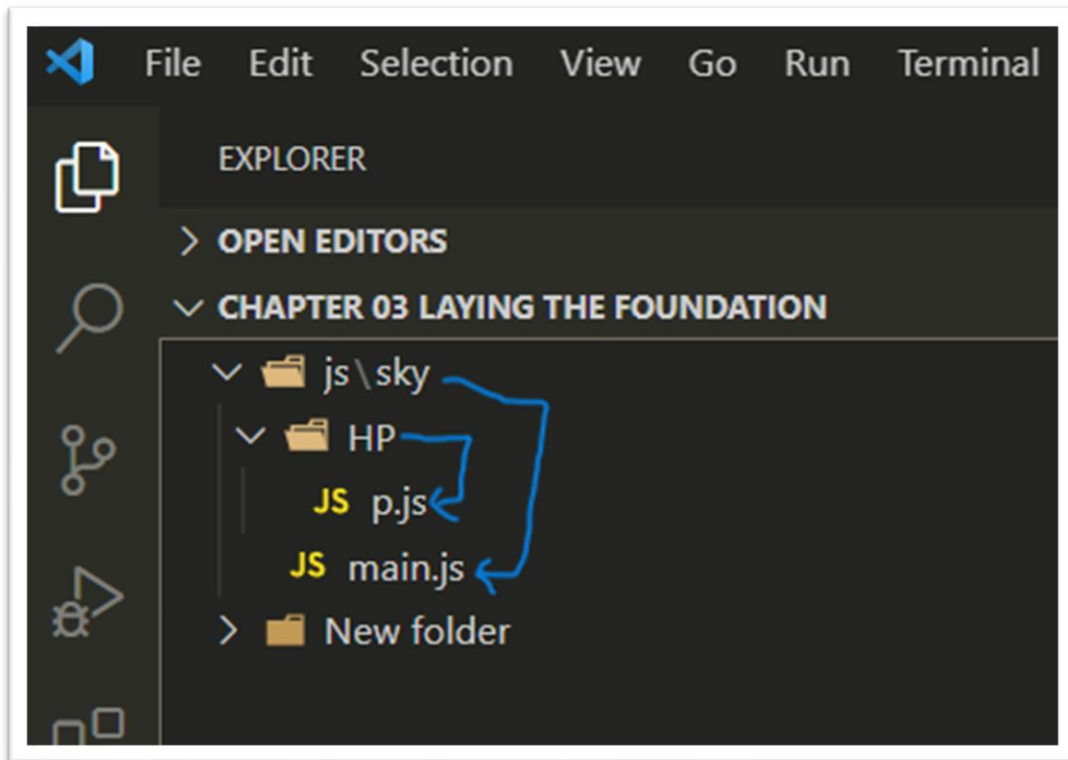 File Edit Selection View Go Run Terminal
EXPLORER
OPEN EDITORS
CHAPTER 03 LAYING THE FOUNDATION
js\sky
HP
JS p.js
JS main.js
New folder